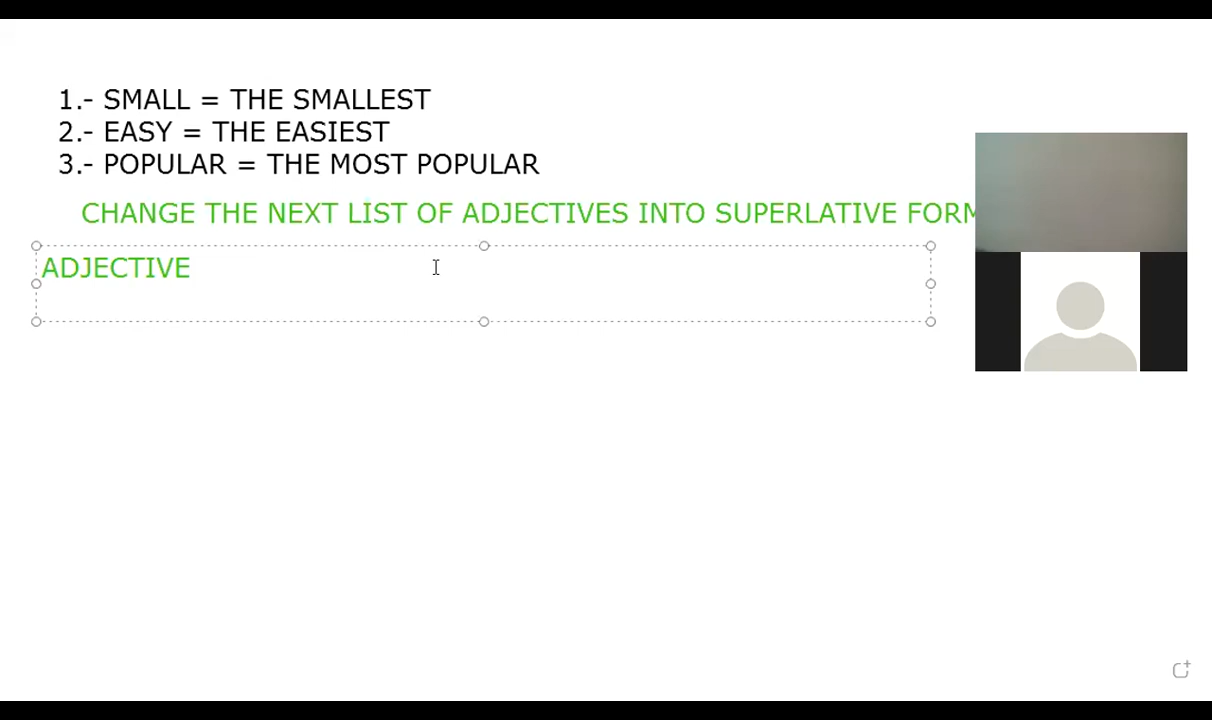 1.- SMALL = THE SMALLEST
2.- EASY = THE EASIEST
3.- POPULAR = THE MOST POPULAR
CHANGE THE NEXT LIST OF ADJECTIVES INTO SUPERLATIVE FORM
ADJECTIVE